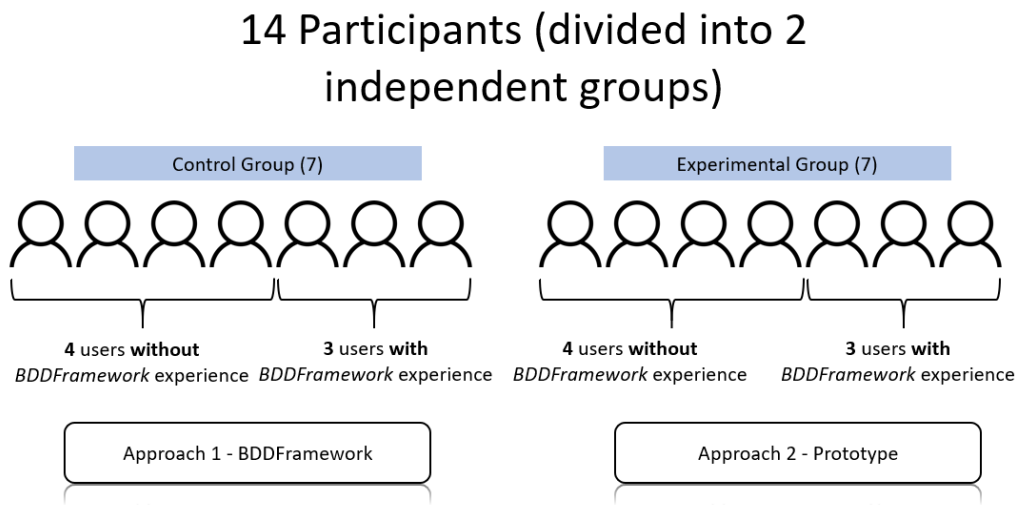 14 Participants (divided into 2
independent groups)
Control Group (7)
Experimental Group (7)
4 users without
BDDFramework experience
3 users with
BDDFramework experience
4 users without
BDDFramework experience
3 users with
BDDFramework experience
Approach 1 - BDDFramework
Approach 2 - Prototype